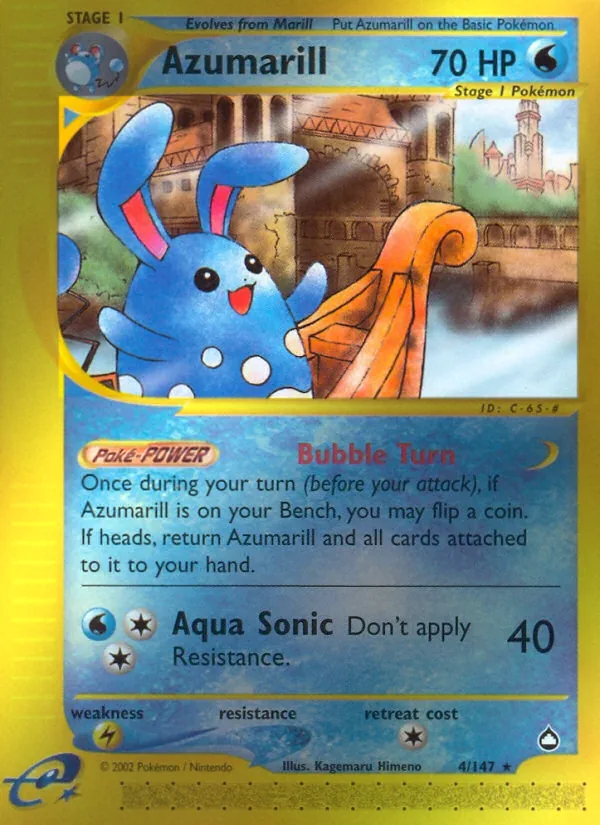 STAGE 1
Evolves from Marill Put Azumarill on the Basic Pokémon
Azumarill 70 HP
Stage 1 Pokémon
ID: C-65-#
Poké-POWER Bubble Turn
Once during your turn (before your attack), if
Azumarill is on your Bench, you may flip a coin.
If heads, return Azumarill and all cards attached
to it to your hand.
Aqua Sonic Don't apply 40
Resistance.
weakness resistance retreat cost
© 2002 Pokémon / Nintendo Illus. Kagemaru Himeno 4/147 ★
e